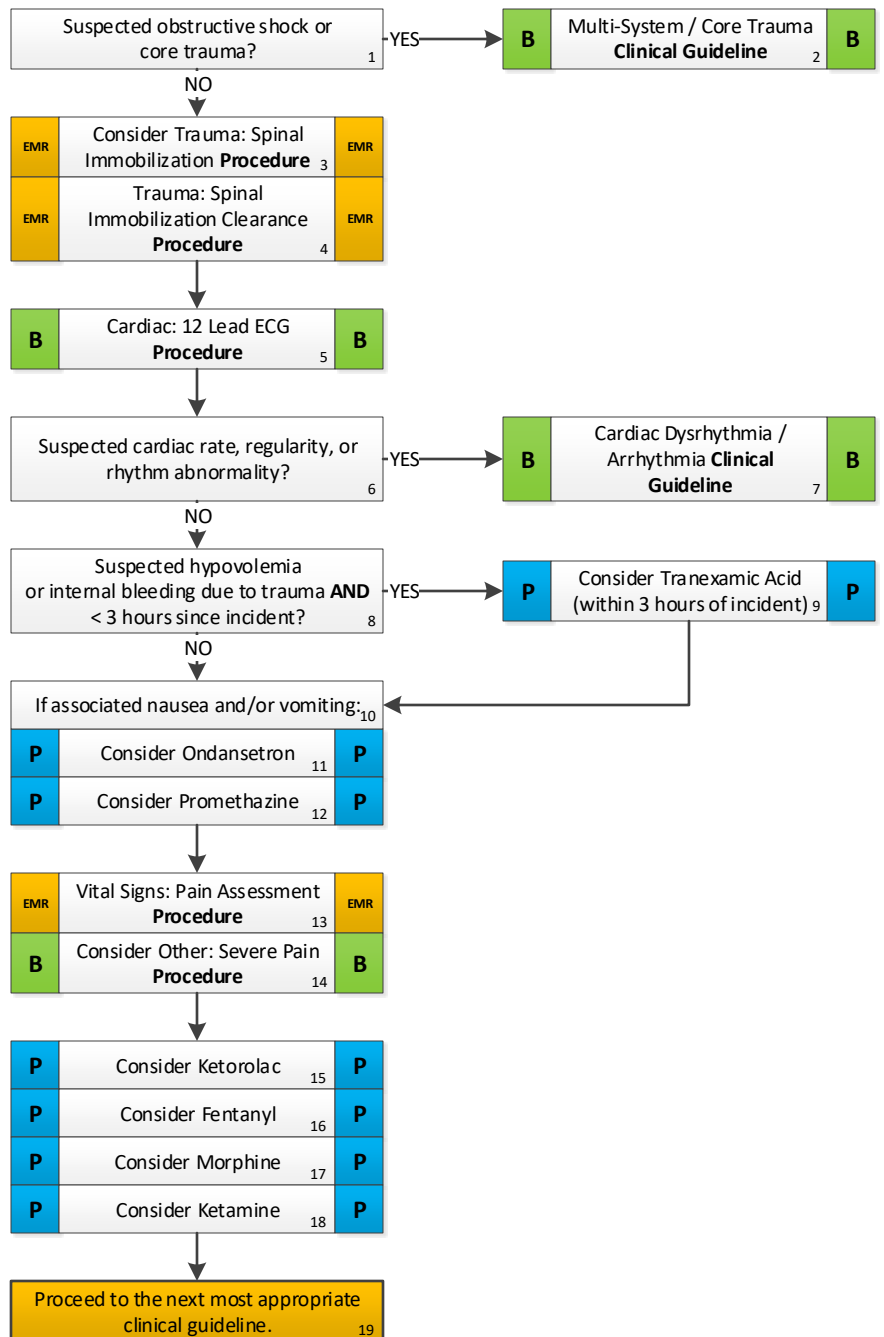 Suspected obstructive shock or
core trauma?
1
YES
B
Multi-System / Core Trauma
Clinical Guideline
2
B
NO
EMR
Consider Trauma: Spinal
Immobilization Procedure
3
EMR
EMR
Trauma: Spinal
Immobilization Clearance
Procedure
4
EMR
B
Cardiac: 12 Lead ECG
Procedure
5
B
Suspected cardiac rate, regularity, or
rhythm abnormality?
6
YES
B
Cardiac Dysrhythmia /
Arrhythmia Clinical
Guideline
7
B
NO
Suspected hypovolemia
or internal bleeding due to trauma AND
< 3 hours since incident?
8
YES
P
Consider Tranexamic Acid
(within 3 hours of incident)
9
P
NO
If associated nausea and/or vomiting:
10
P
Consider Ondansetron
11
P
P
Consider Promethazine
12
P
EMR
Vital Signs: Pain Assessment
Procedure
13
EMR
B
Consider Other: Severe Pain
Procedure
14
B
P
Consider Ketorolac
15
P
P
Consider Fentanyl
16
P
P
Consider Morphine
17
P
P
Consider Ketamine
18
P
Proceed to the next most appropriate
clinical guideline.
19